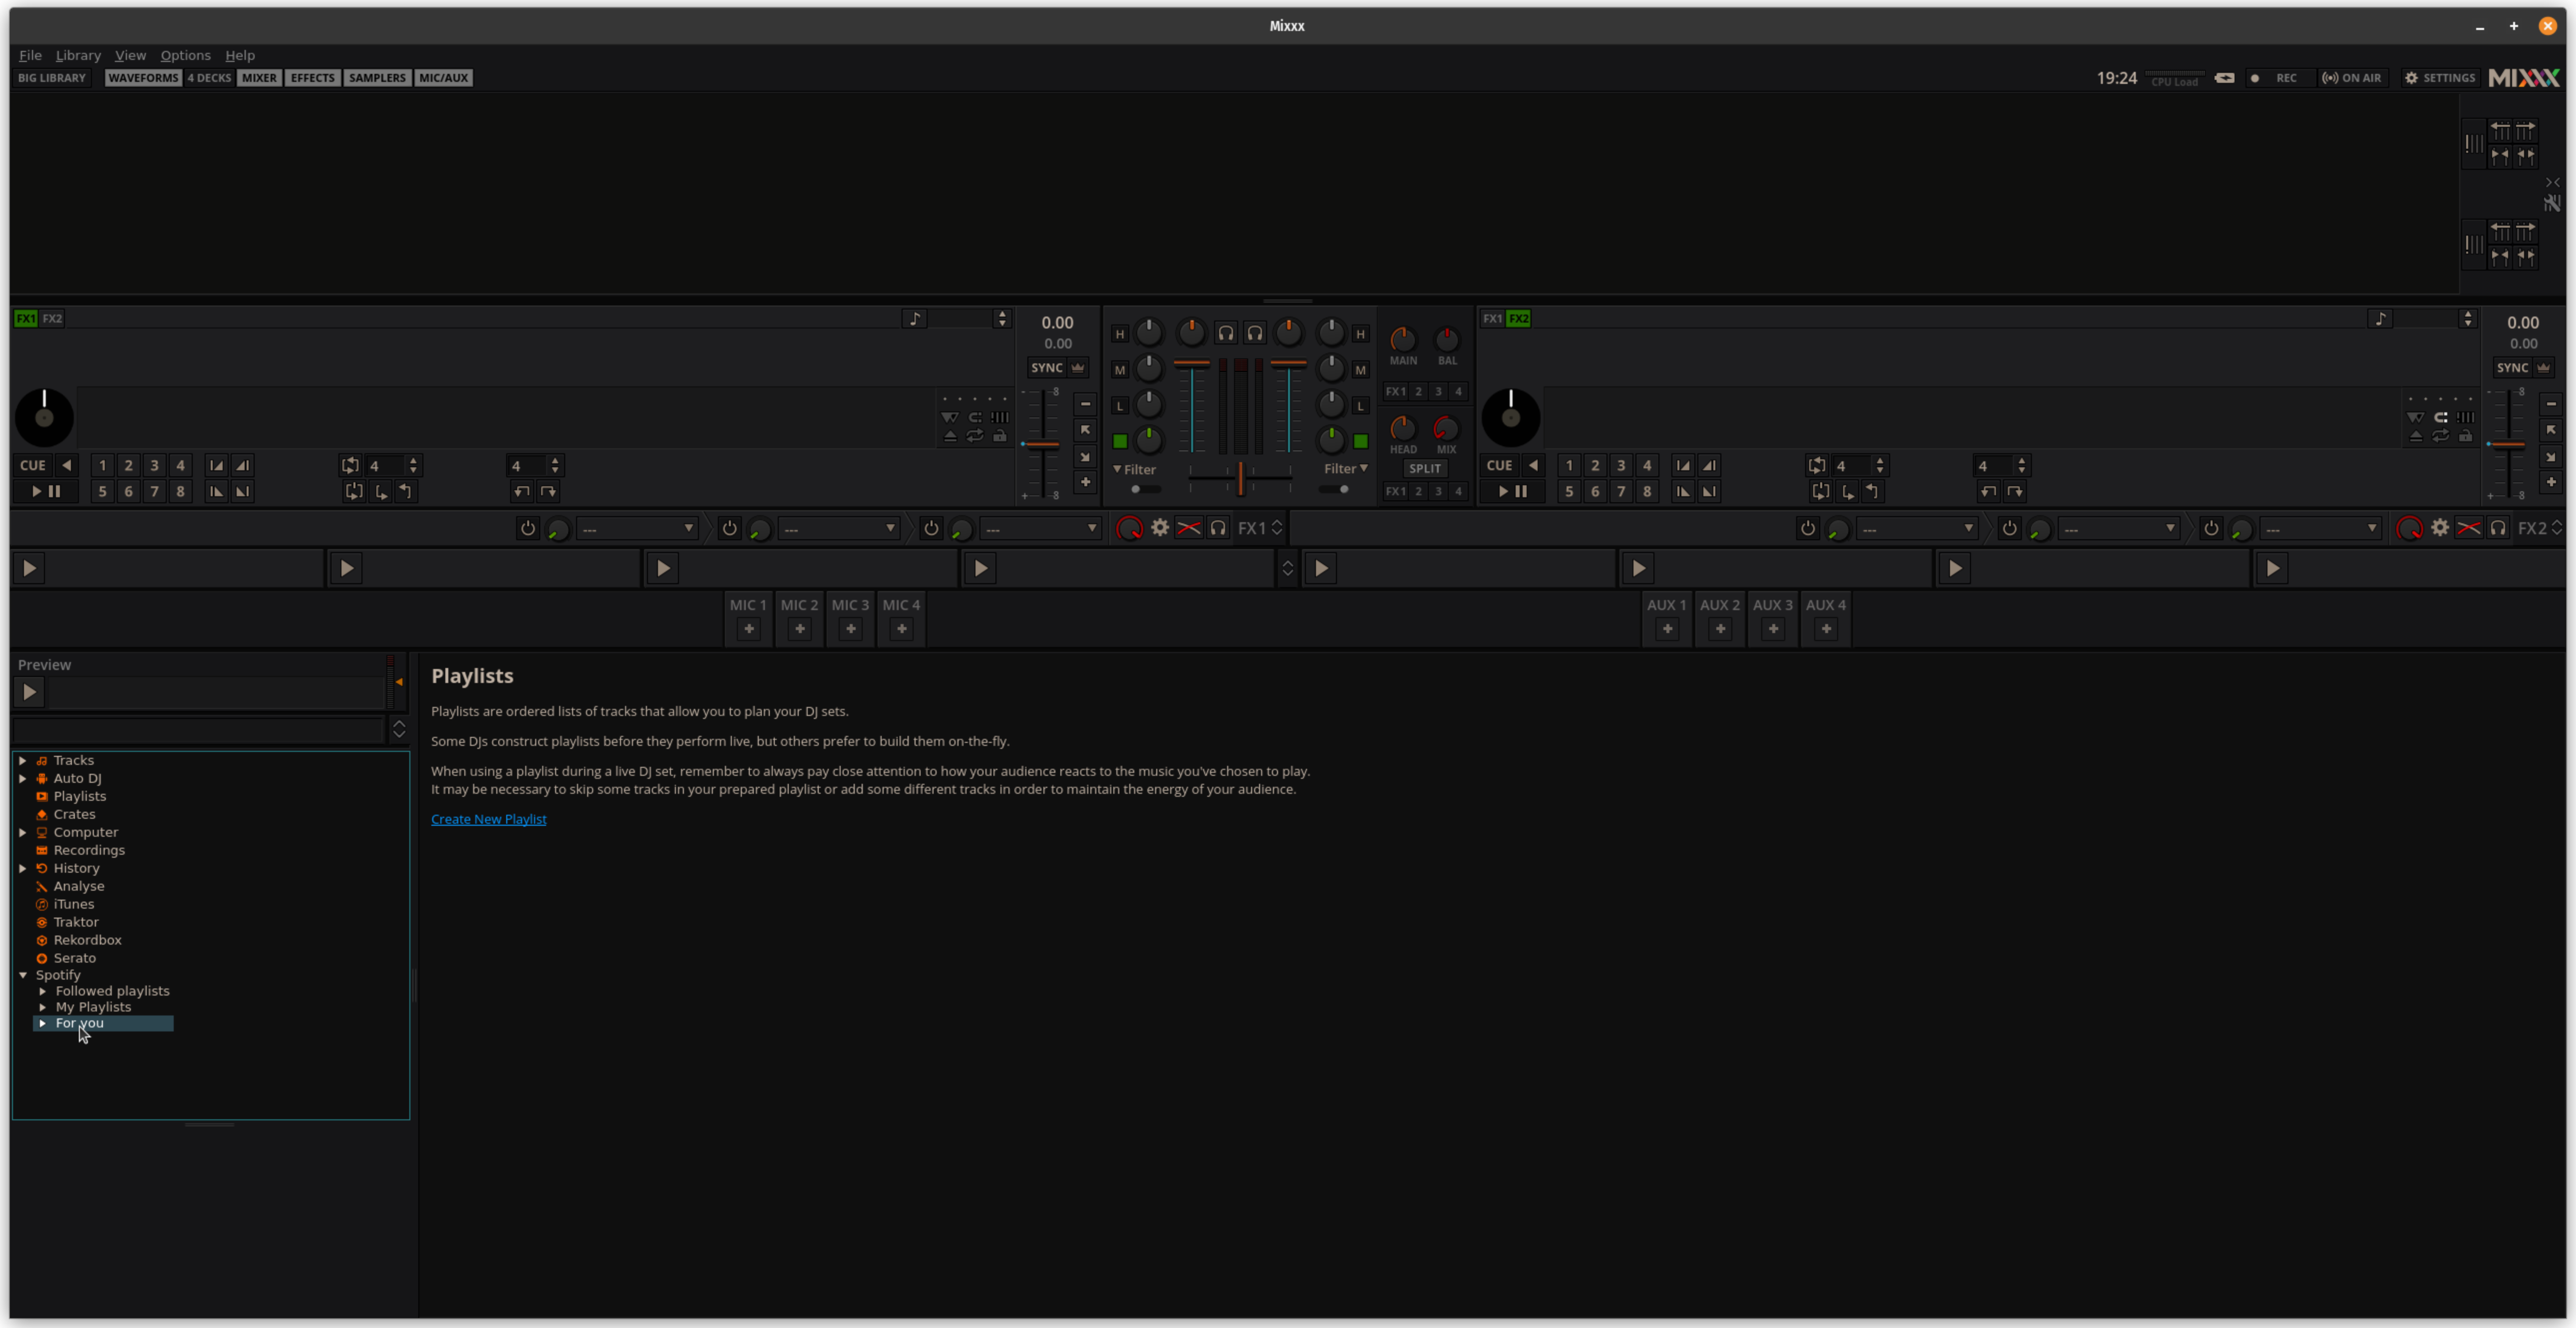 Mixxx
File Library View Options Help
BIG LIBRARY WAVEFORMS 4 DECKS MIXER EFFECTS SAMPLERS MIC/AUX 19:24 CPU Load REC ON AIR SETTINGS MIXXX
FX1 FX2 0.00 H H MAIN BAL FX1 FX2 0.00
0.00 0.00
SYNC M M SYNC
8 FX1 2 3 4 8
L L
HEAD MIX
CUE 1 2 3 4 4 4 Filter Filter SPLIT CUE 1 2 3 4 4 4
5 6 7 8 8 FX1 2 3 4 5 6 7 8 8
--- --- --- FX1 --- --- --- FX2
MIC 1 MIC 2 MIC 3 MIC 4 AUX 1 AUX 2 AUX 3 AUX 4
Preview
Tracks
Auto DJ
Playlists
Crates
Computer
Recordings
History
Analyse
iTunes
Traktor
Rekordbox
Serato
Spotify
Followed playlists
My Playlists
For you
Playlists
Playlists are ordered lists of tracks that allow you to plan your DJ sets.
Some DJs construct playlists before they perform live, but others prefer to build them on-the-fly.
When using a playlist during a live DJ set, remember to always pay close attention to how your audience reacts to the music you've chosen to play.
It may be necessary to skip some tracks in your prepared playlist or add some different tracks in order to maintain the energy of your audience.
Create New Playlist